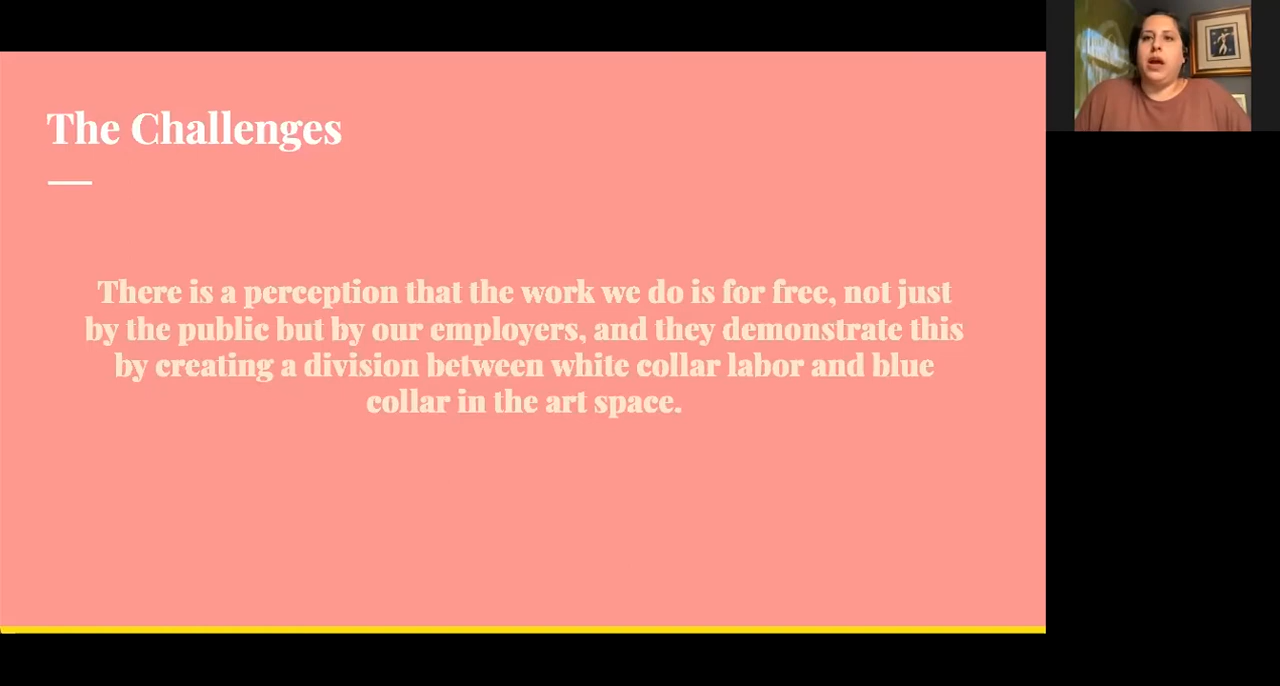 The Challenges
There is a perception that the work we do is for free, not just
by the public but by our employers, and they demonstrate this
by creating a division between white collar labor and blue
collar in the art space.